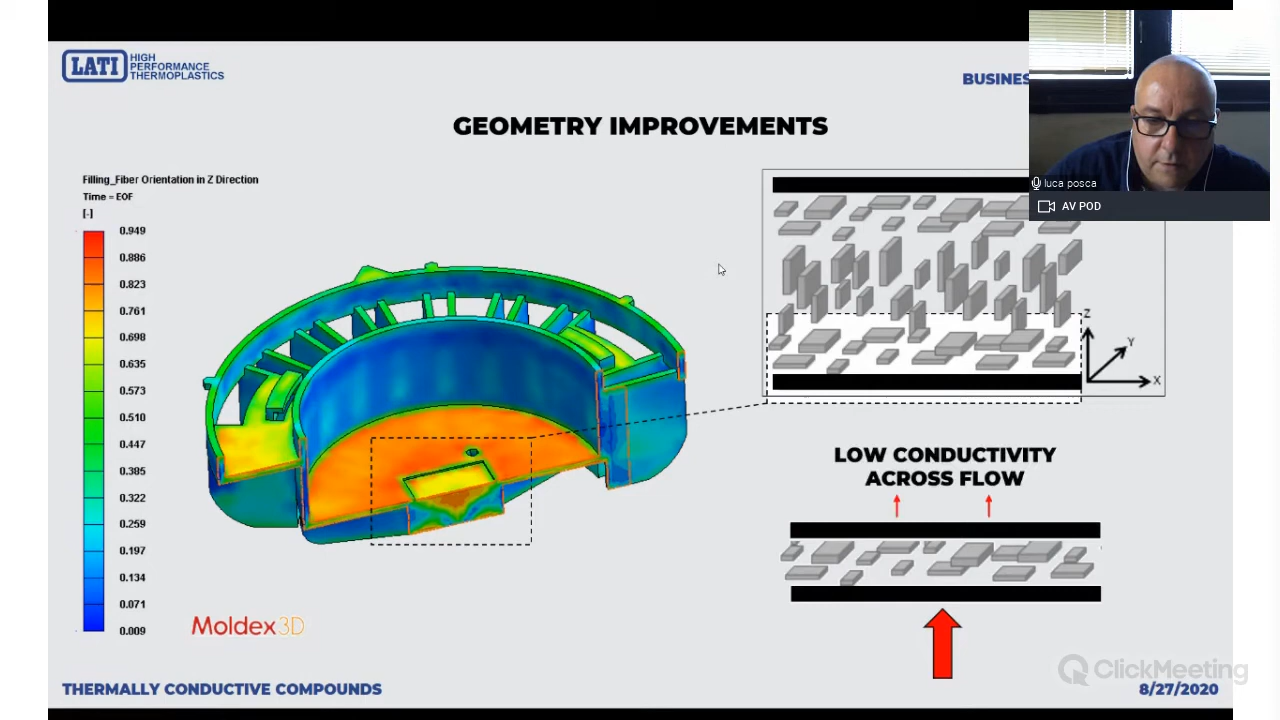 LATI
HIGH
PERFORMANCE
THERMOPLASTICS
BUSINES
GEOMETRY IMPROVEMENTS
Filling_Fiber Orientation in Z Direction
Time = EOF
[-]
0.949
0.886
0.823
0.761
0.698
0.635
0.573
0.510
0.447
0.385
0.322
0.259
0.197
0.134
0.071
0.009
luca posca
AV POD
Z
Y
X
LOW CONDUCTIVITY
ACROSS FLOW
Moldex3D
ClickMeeting
THERMALLY CONDUCTIVE COMPOUNDS
8/27/2020